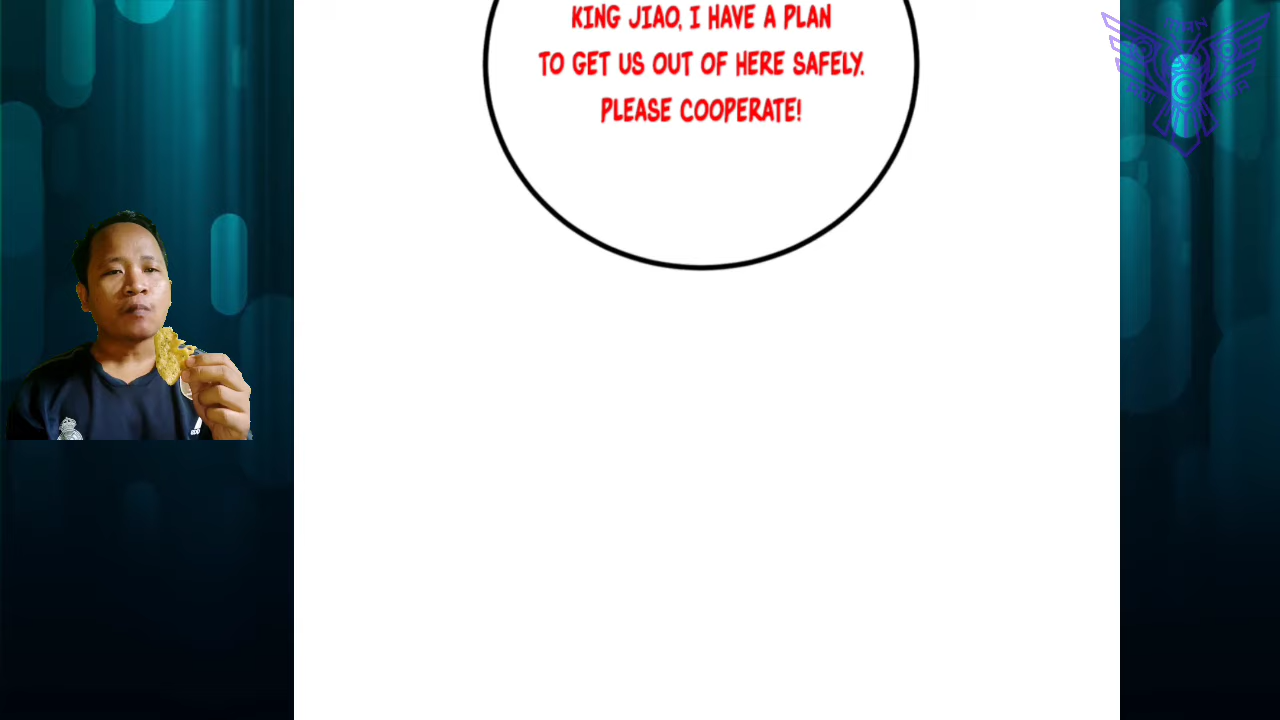 KING JIAO, I HAVE A PLAN
TO GET US OUT OF HERE SAFELY.
PLEASE COOPERATE!